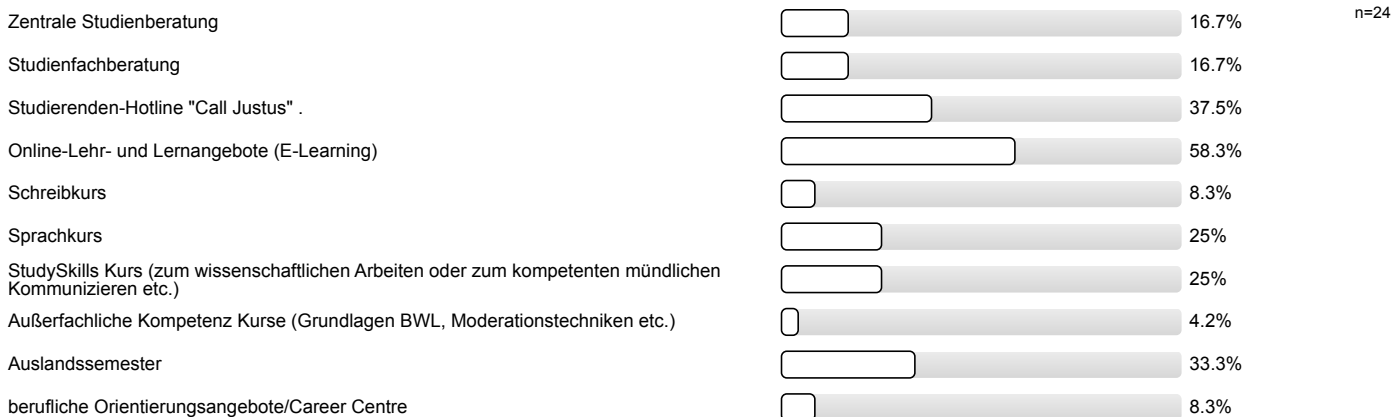 Zentrale Studienberatung 16.7% n=24
Studienfachberatung 16.7%
Studierenden-Hotline "Call Justus" . 37.5%
Online-Lehr- und Lernangebote (E-Learning) 58.3%
Schreibkurs 8.3%
Sprachkurs 25%
StudySkills Kurs (zum wissenschaftlichen Arbeiten oder zum kompetenten mündlichen
Kommunizieren etc.) 25%
Außerfachliche Kompetenz Kurse (Grundlagen BWL, Moderationstechniken etc.) 4.2%
Auslandssemester 33.3%
berufliche Orientierungsangebote/Career Centre 8.3%